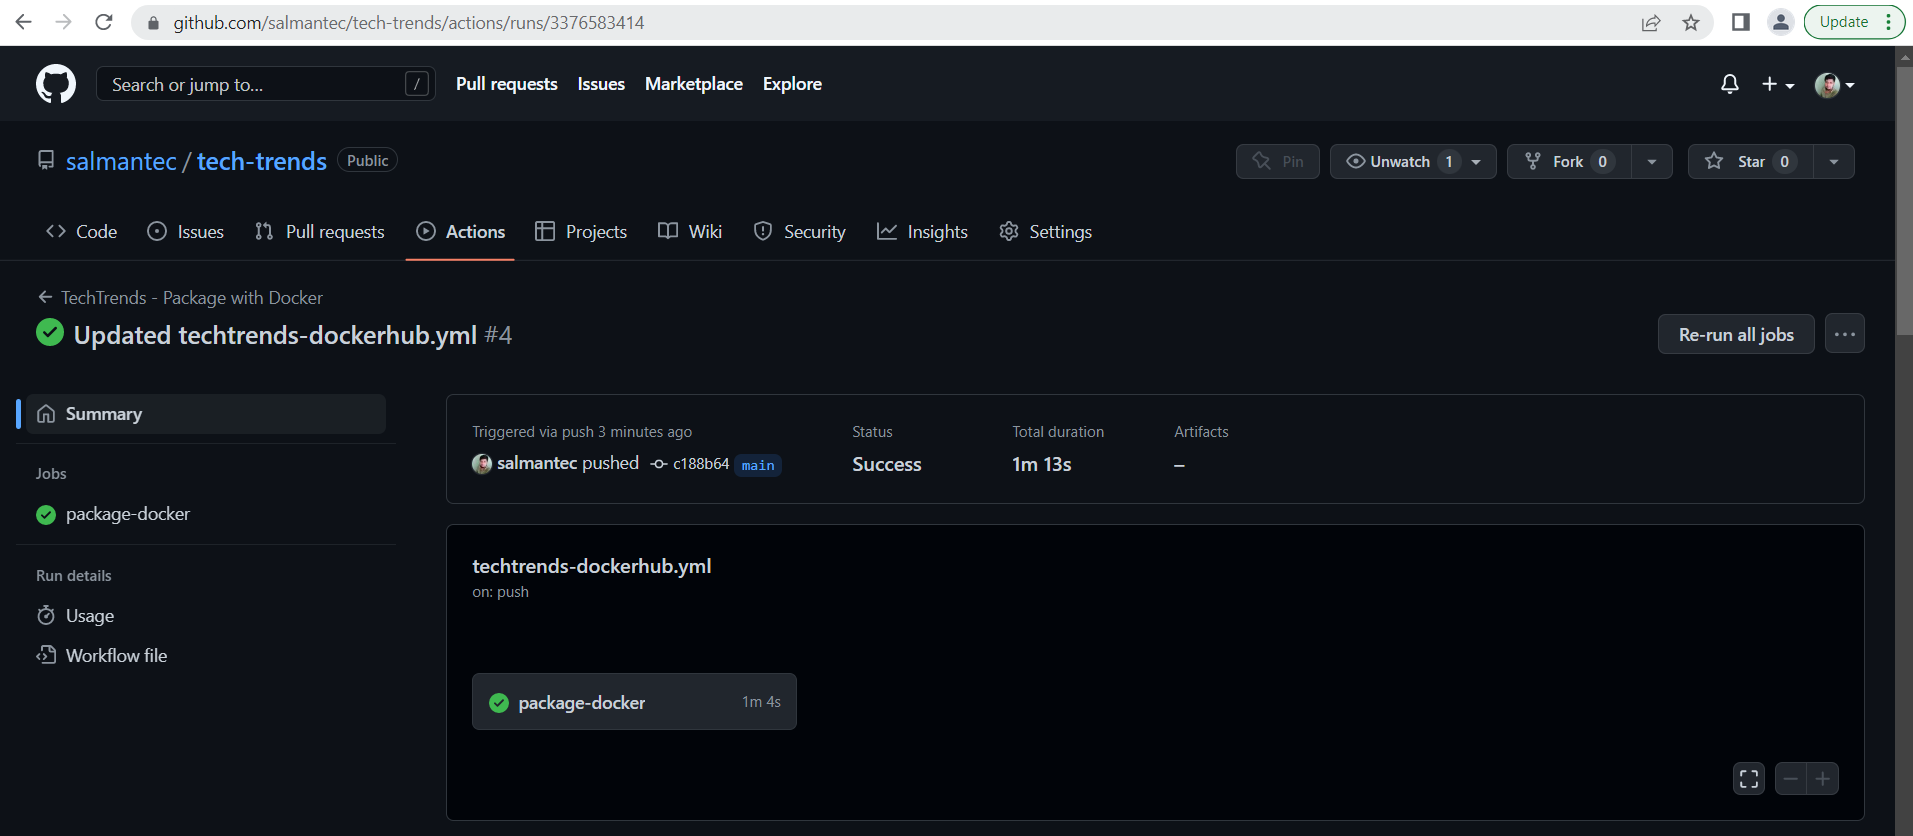 github.com/salmantec/tech-trends/actions/runs/3376583414
Update
Search or jump to... /
Pull requests Issues Marketplace Explore
salmantec / tech-trends Public
Pin Unwatch 1 Fork 0 Star 0
Code Issues Pull requests Actions Projects Wiki Security Insights Settings
TechTrends - Package with Docker
Updated techtrends-dockerhub.yml #4
Re-run all jobs
Summary
Jobs
package-docker
Run details
Usage
Workflow file
Triggered via push 3 minutes ago
salmantec pushed c188b64 main
Status
Success
Total duration
1m 13s
Artifacts
–
techtrends-dockerhub.yml
on: push
package-docker 1m 4s